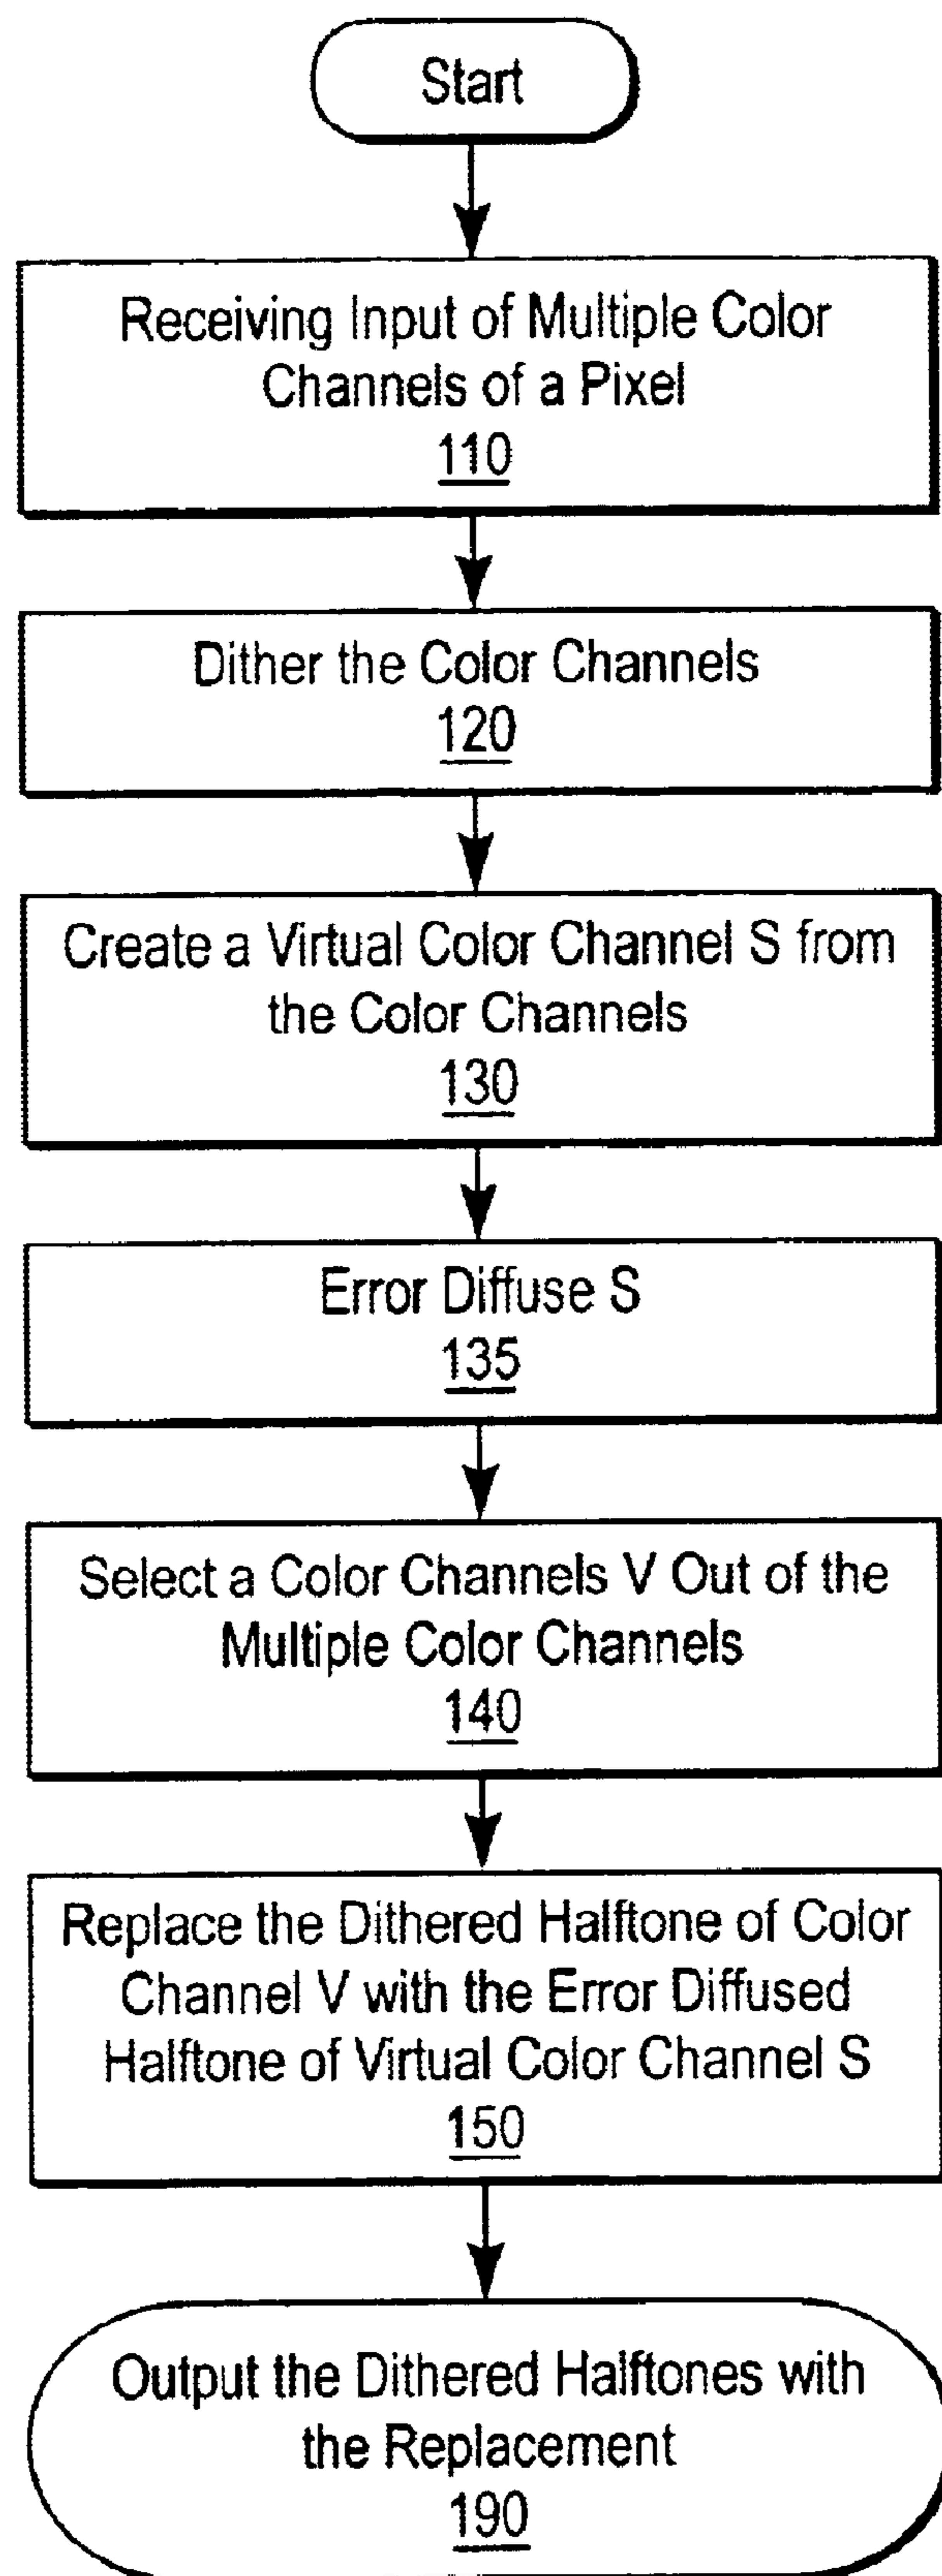 Start
Receiving Input of Multiple Color
Channels of a Pixel
110
Dither the Color Channels
120
Create a Virtual Color Channel S from
the Color Channels
130
Error Diffuse S
135
Select a Color Channels V Out of the
Multiple Color Channels
140
Replace the Dithered Halftone of Color
Channel V with the Error Diffused
Halftone of Virtual Color Channel S
150
Output the Dithered Halftones with
the Replacement
190